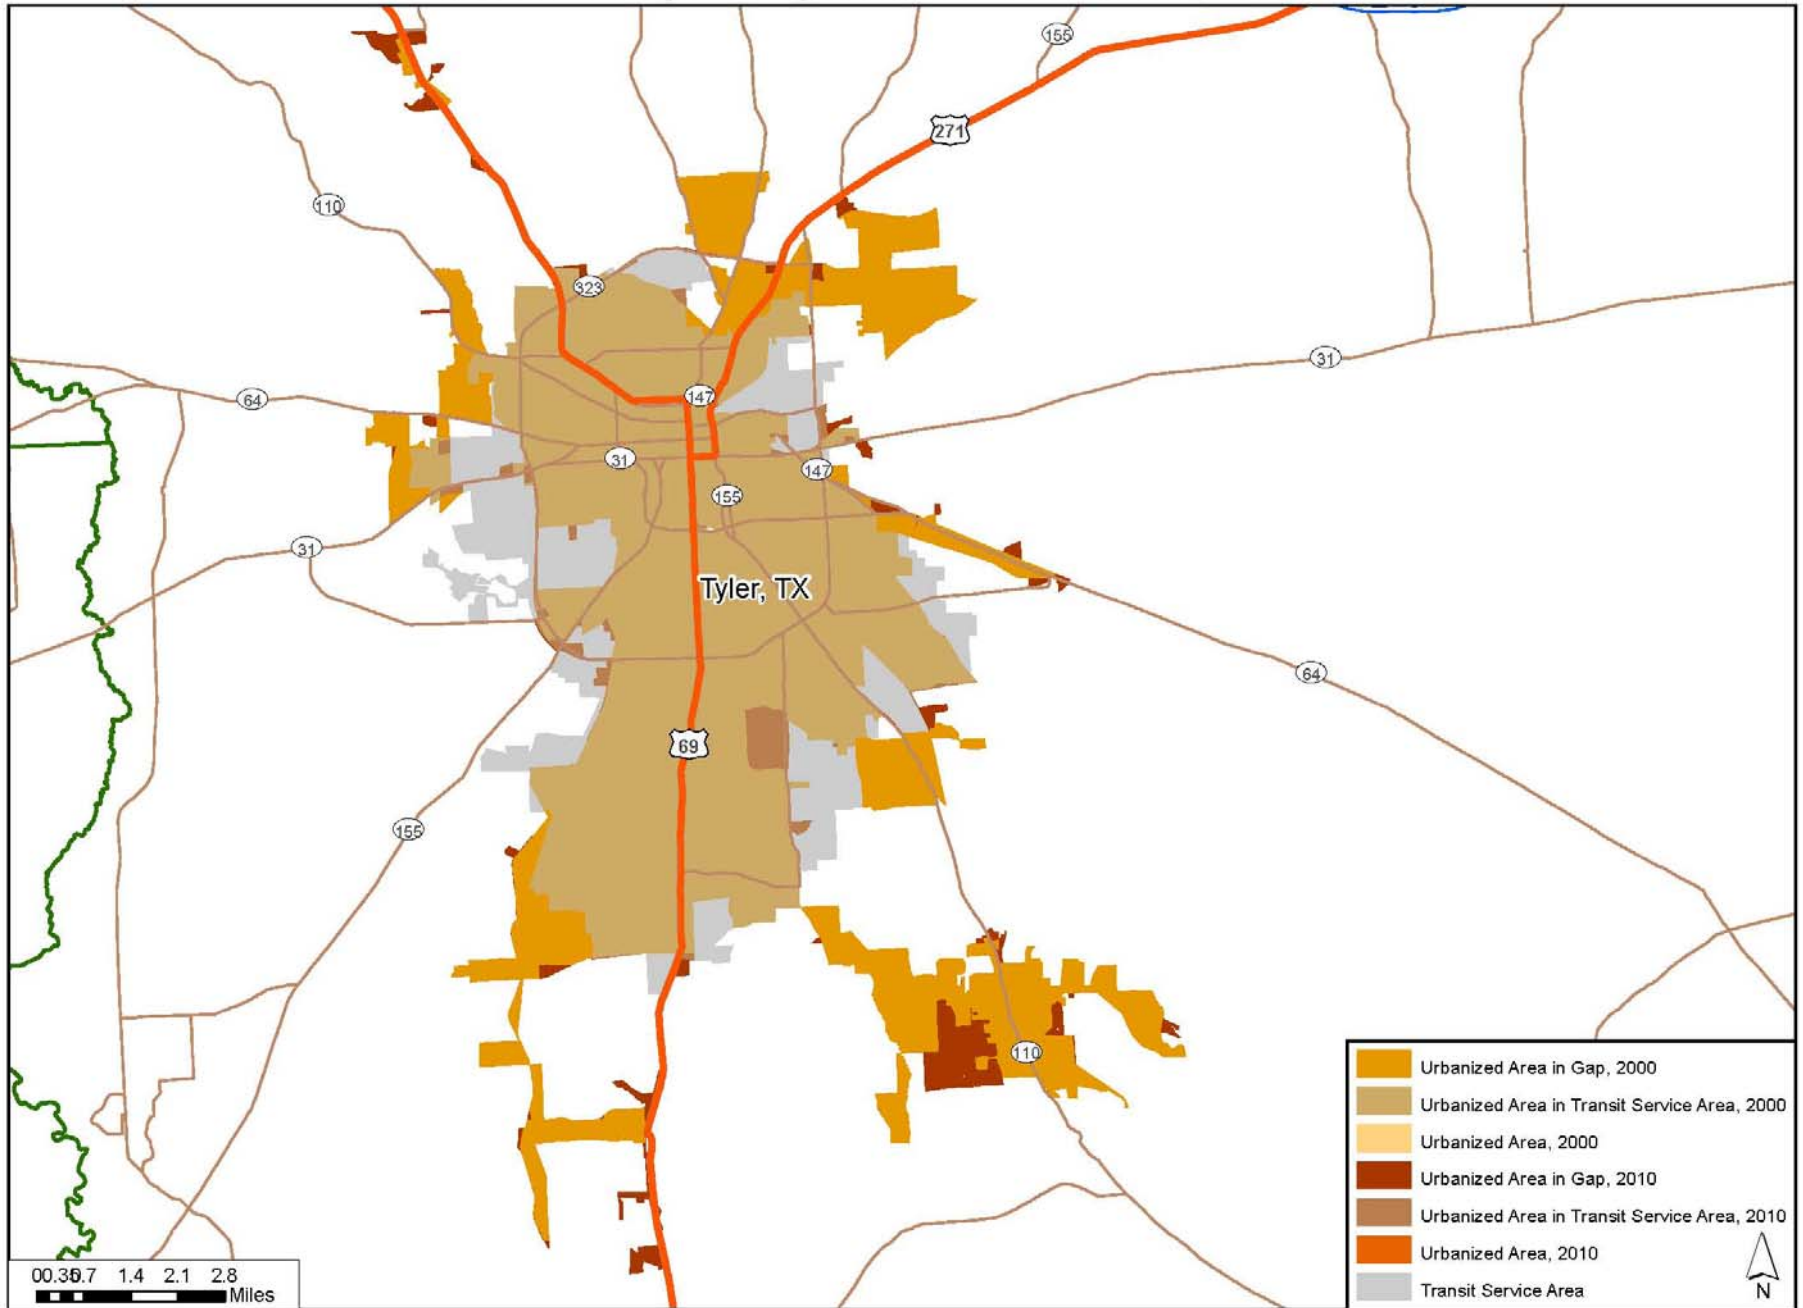 155
271
110
323
31
64
147
31
147
155
31
Tyler, TX
64
69
155
110
Urbanized Area in Gap, 2000
Urbanized Area in Transit Service Area, 2000
Urbanized Area, 2000
Urbanized Area in Gap, 2010
Urbanized Area in Transit Service Area, 2010
Urbanized Area, 2010
Transit Service Area
N
1.4 2.1 2.8
Miles